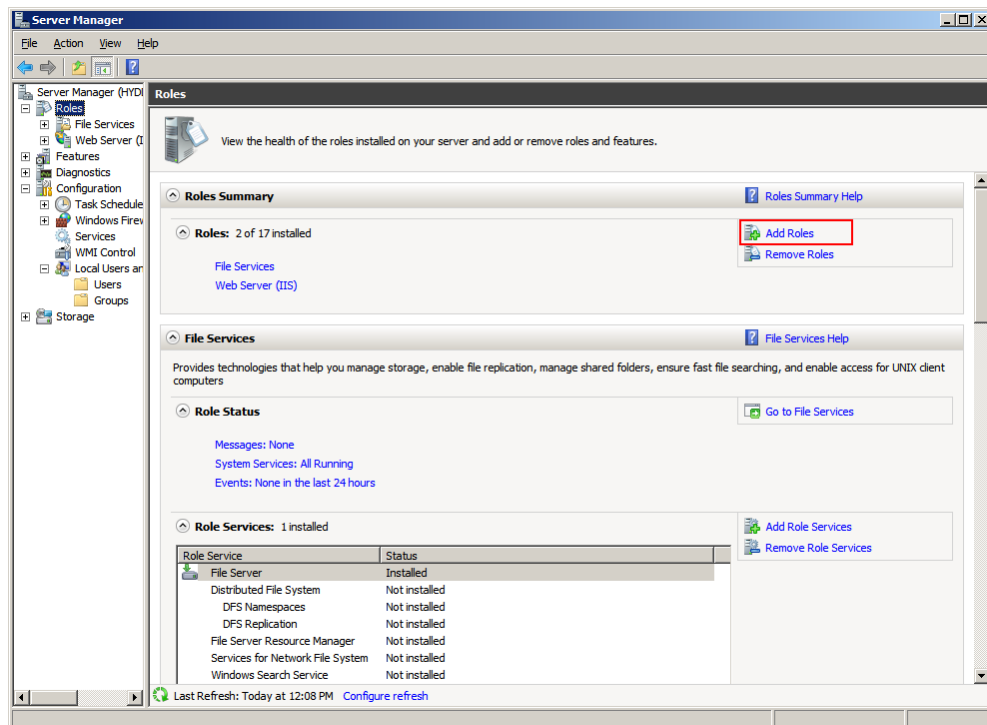 Server Manager
File Action View Help
Server Manager (HYDI
Roles
File Services
Web Server (I
Features
Diagnostics
Configuration
Task Schedule
Windows Firew
Services
WMI Control
Local Users an
Users
Groups
Storage
Roles
View the health of the roles installed on your server and add or remove roles and features.
Roles Summary
Roles Summary Help
Roles: 2 of 17 installed
Add Roles
Remove Roles
File Services
Web Server (IIS)
File Services
File Services Help
Provides technologies that help you manage storage, enable file replication, manage shared folders, ensure fast file searching, and enable access for UNIX client
computers
Role Status
Go to File Services
Messages: None
System Services: All Running
Events: None in the last 24 hours
Role Services: 1 installed
Add Role Services
Remove Role Services
Role Service Status
File Server Installed
Distributed File System Not installed
DFS Namespaces Not installed
DFS Replication Not installed
File Server Resource Manager Not installed
Services for Network File System Not installed
Windows Search Service Not installed
Last Refresh: Today at 12:08 PM Configure refresh